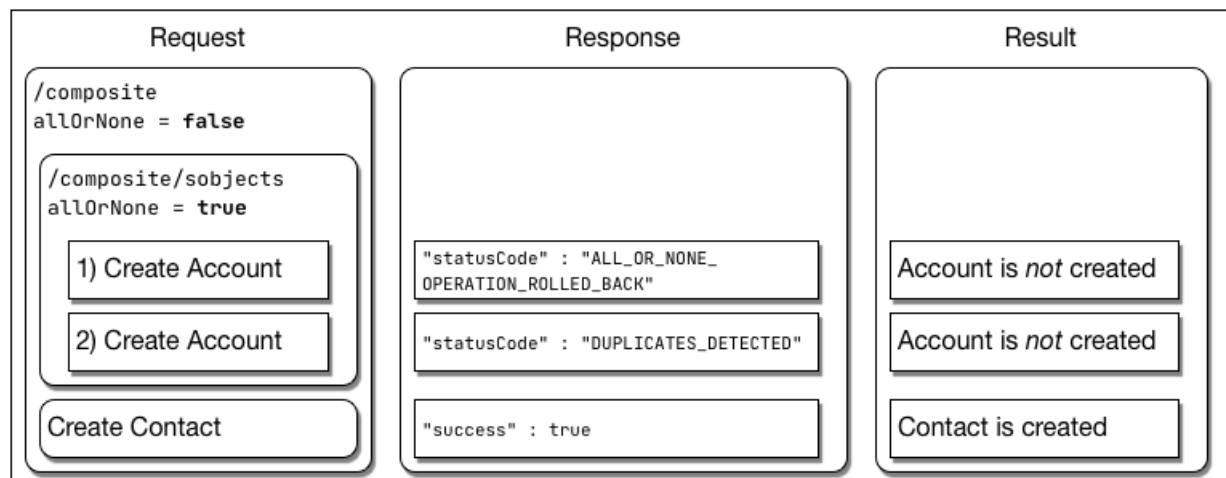 Request
Response
Result
/composite
allOrNone = false
/composite/sobjects
allOrNone = true
1) Create Account
"statusCode" : "ALL_OR_NONE_
OPERATION_ROLLED_BACK"
Account is not created
2) Create Account
"statusCode" : "DUPLICATES_DETECTED"
Account is not created
Create Contact
"success" : true
Contact is created